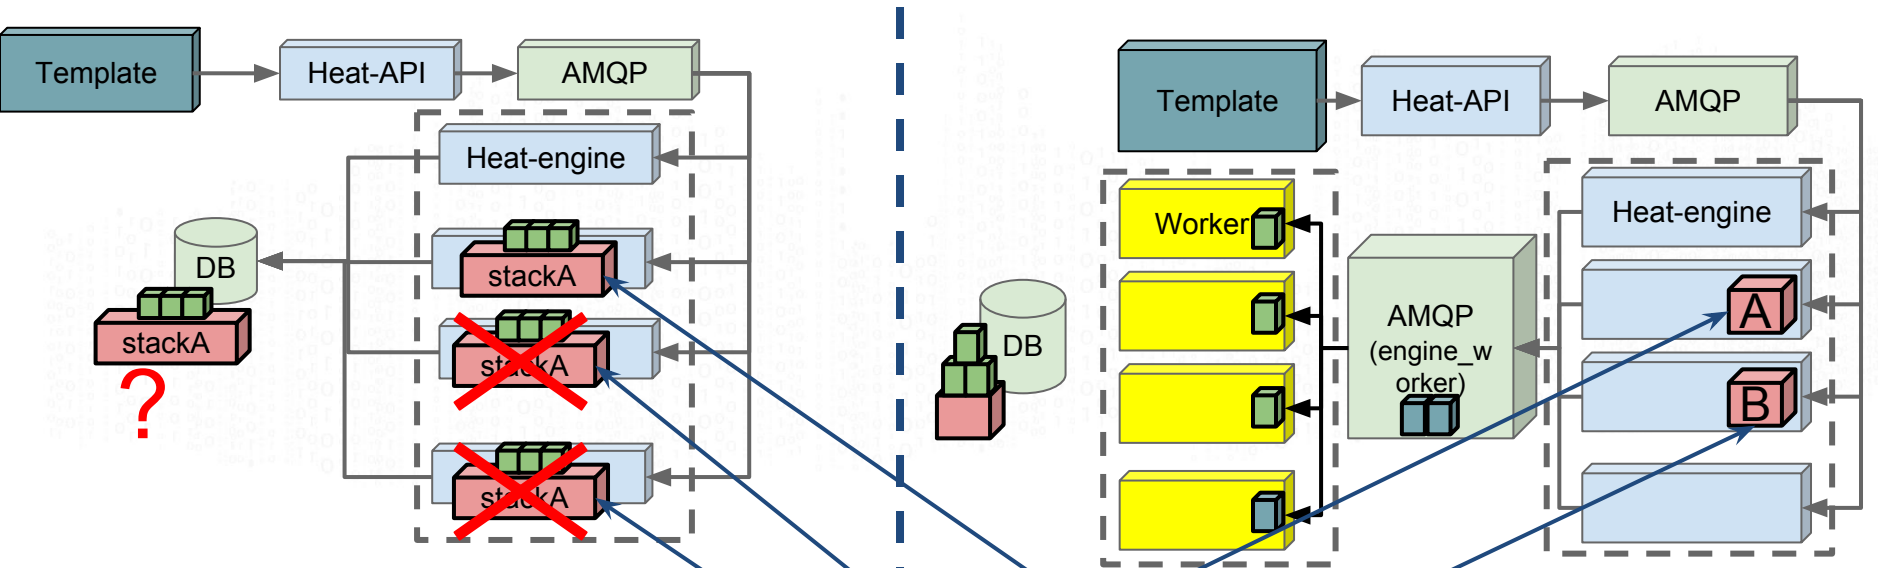 Template
Heat-API
AMQP
Heat-engine
stackA
stackA
stackA
DB
stackA
?
Template
Heat-API
AMQP
Heat-engine
A
B
Worker
AMQP
(engine_w
orker)
DB